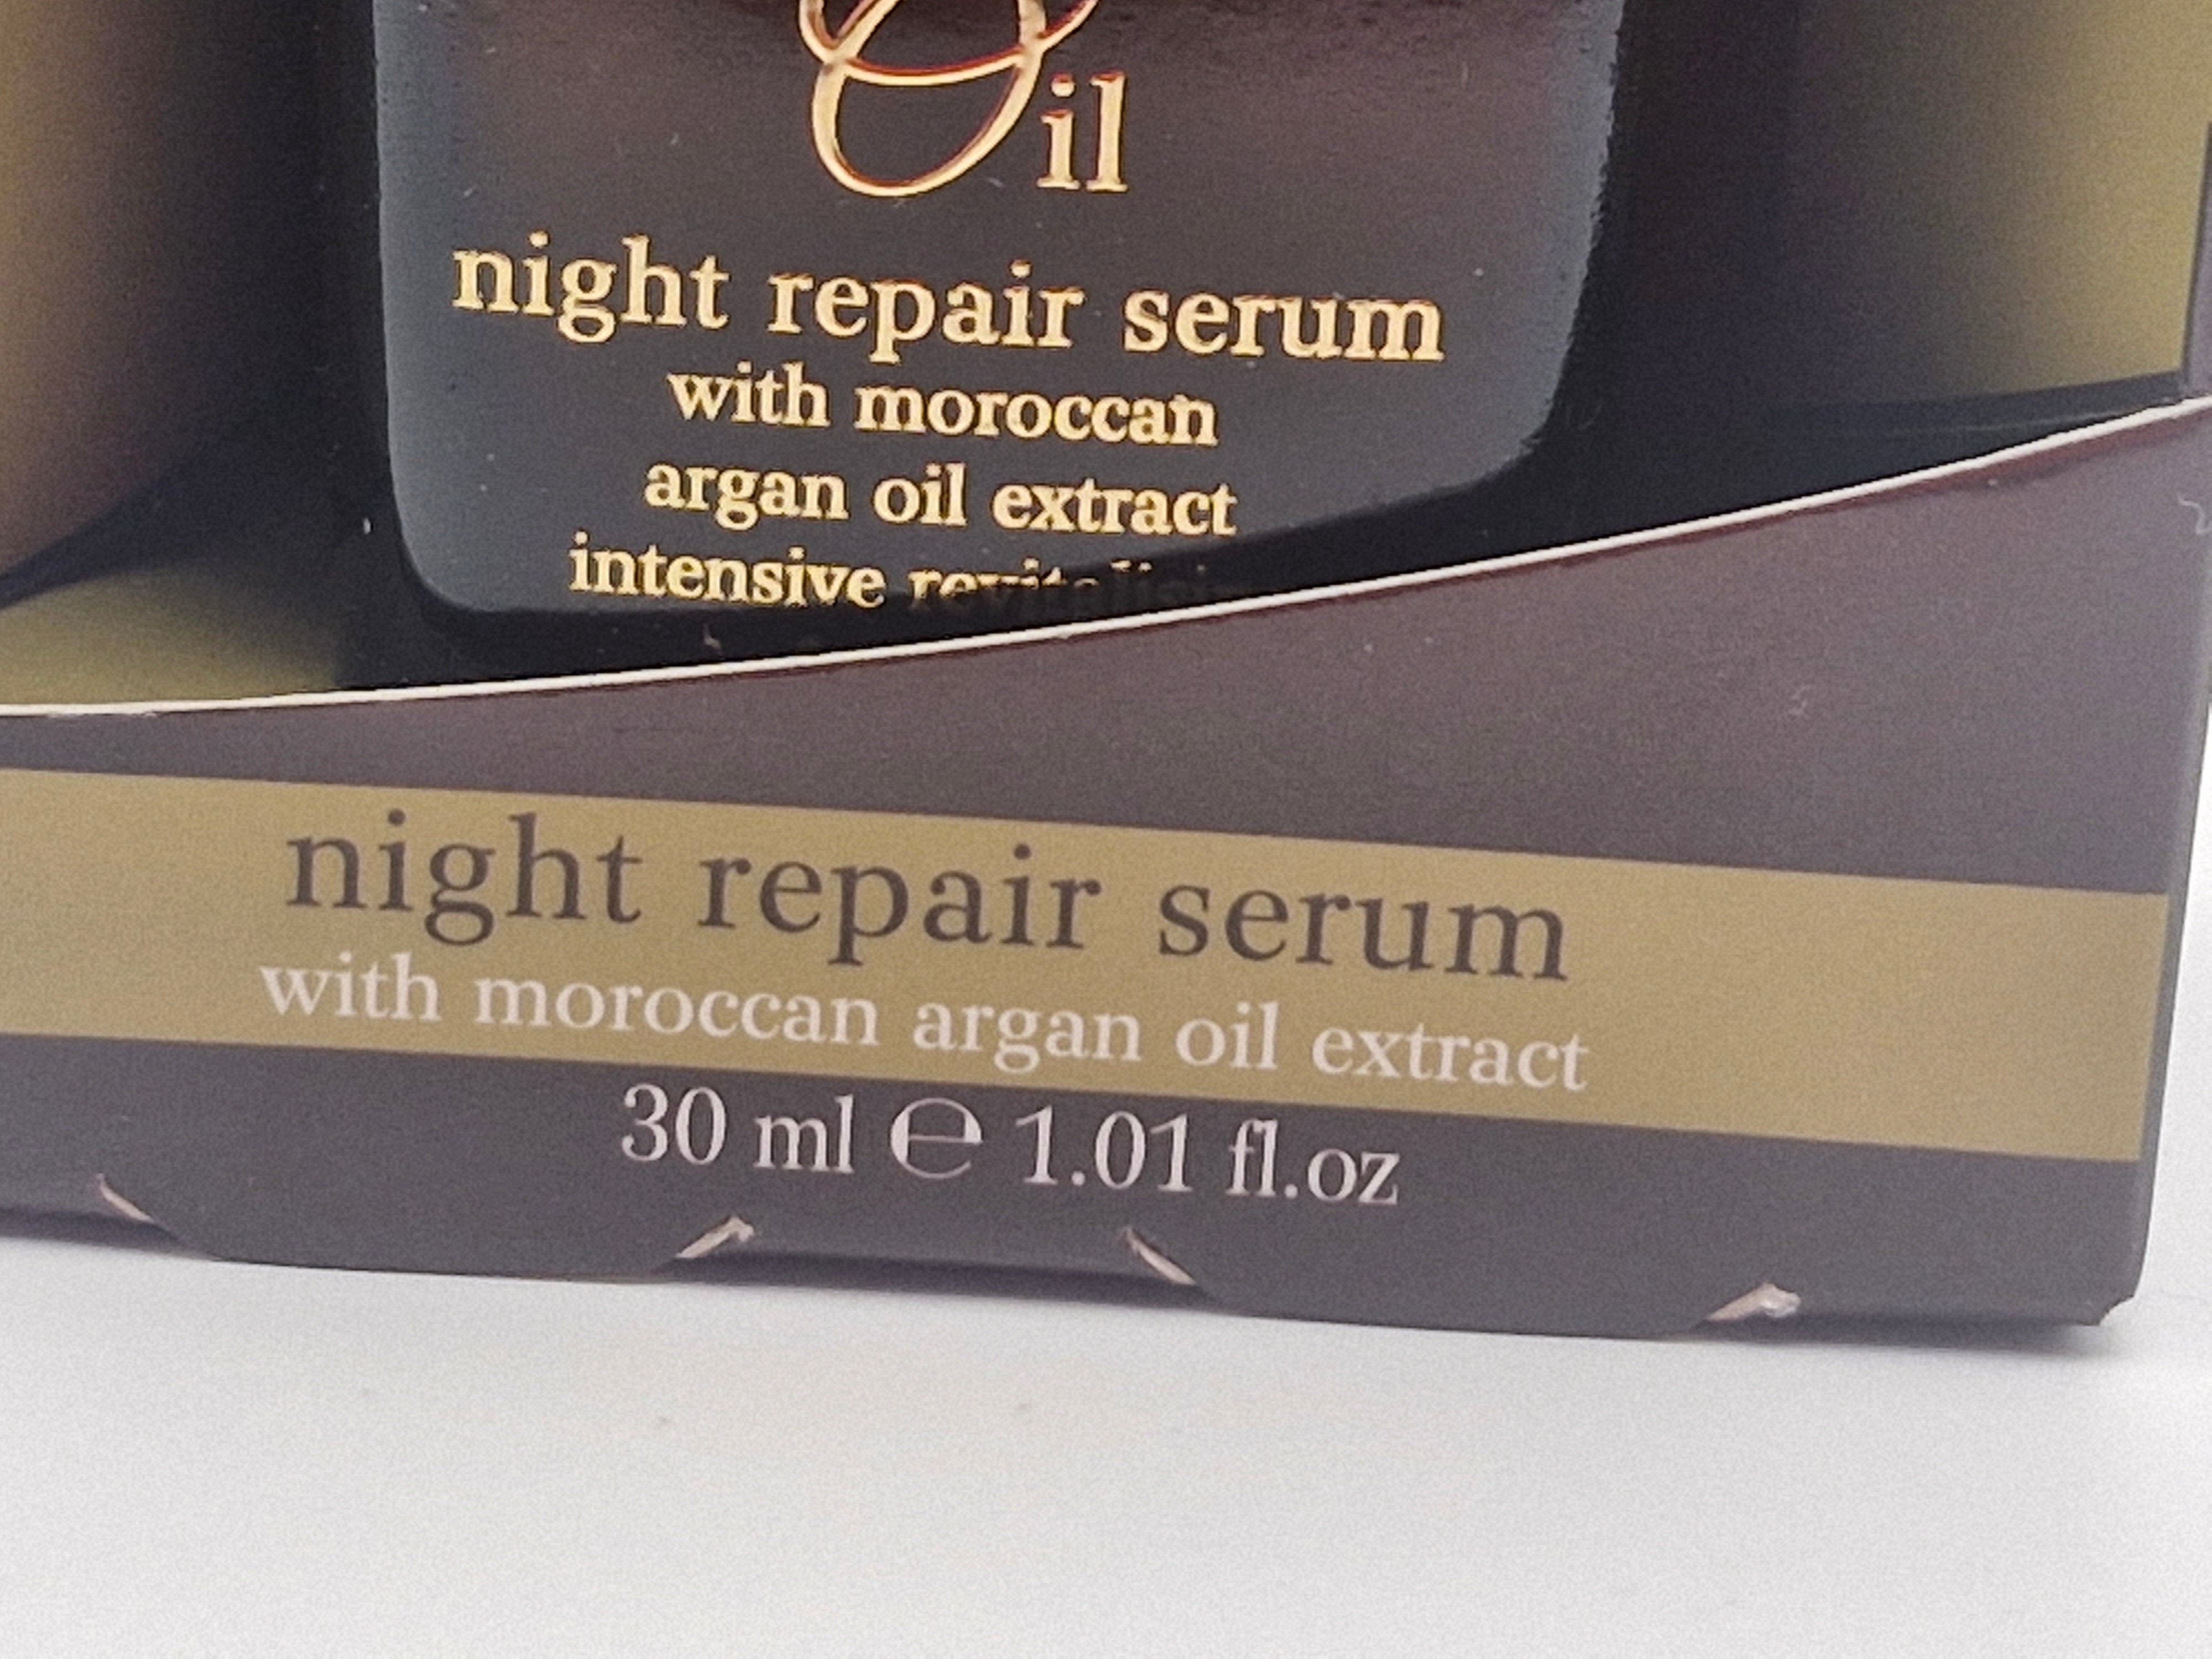 Oil
night repair serum
with moroccan
argan oil extract
intensive
night repair serum
with moroccan argan oil extract
30 ml ℮ 1.01 fl.oz